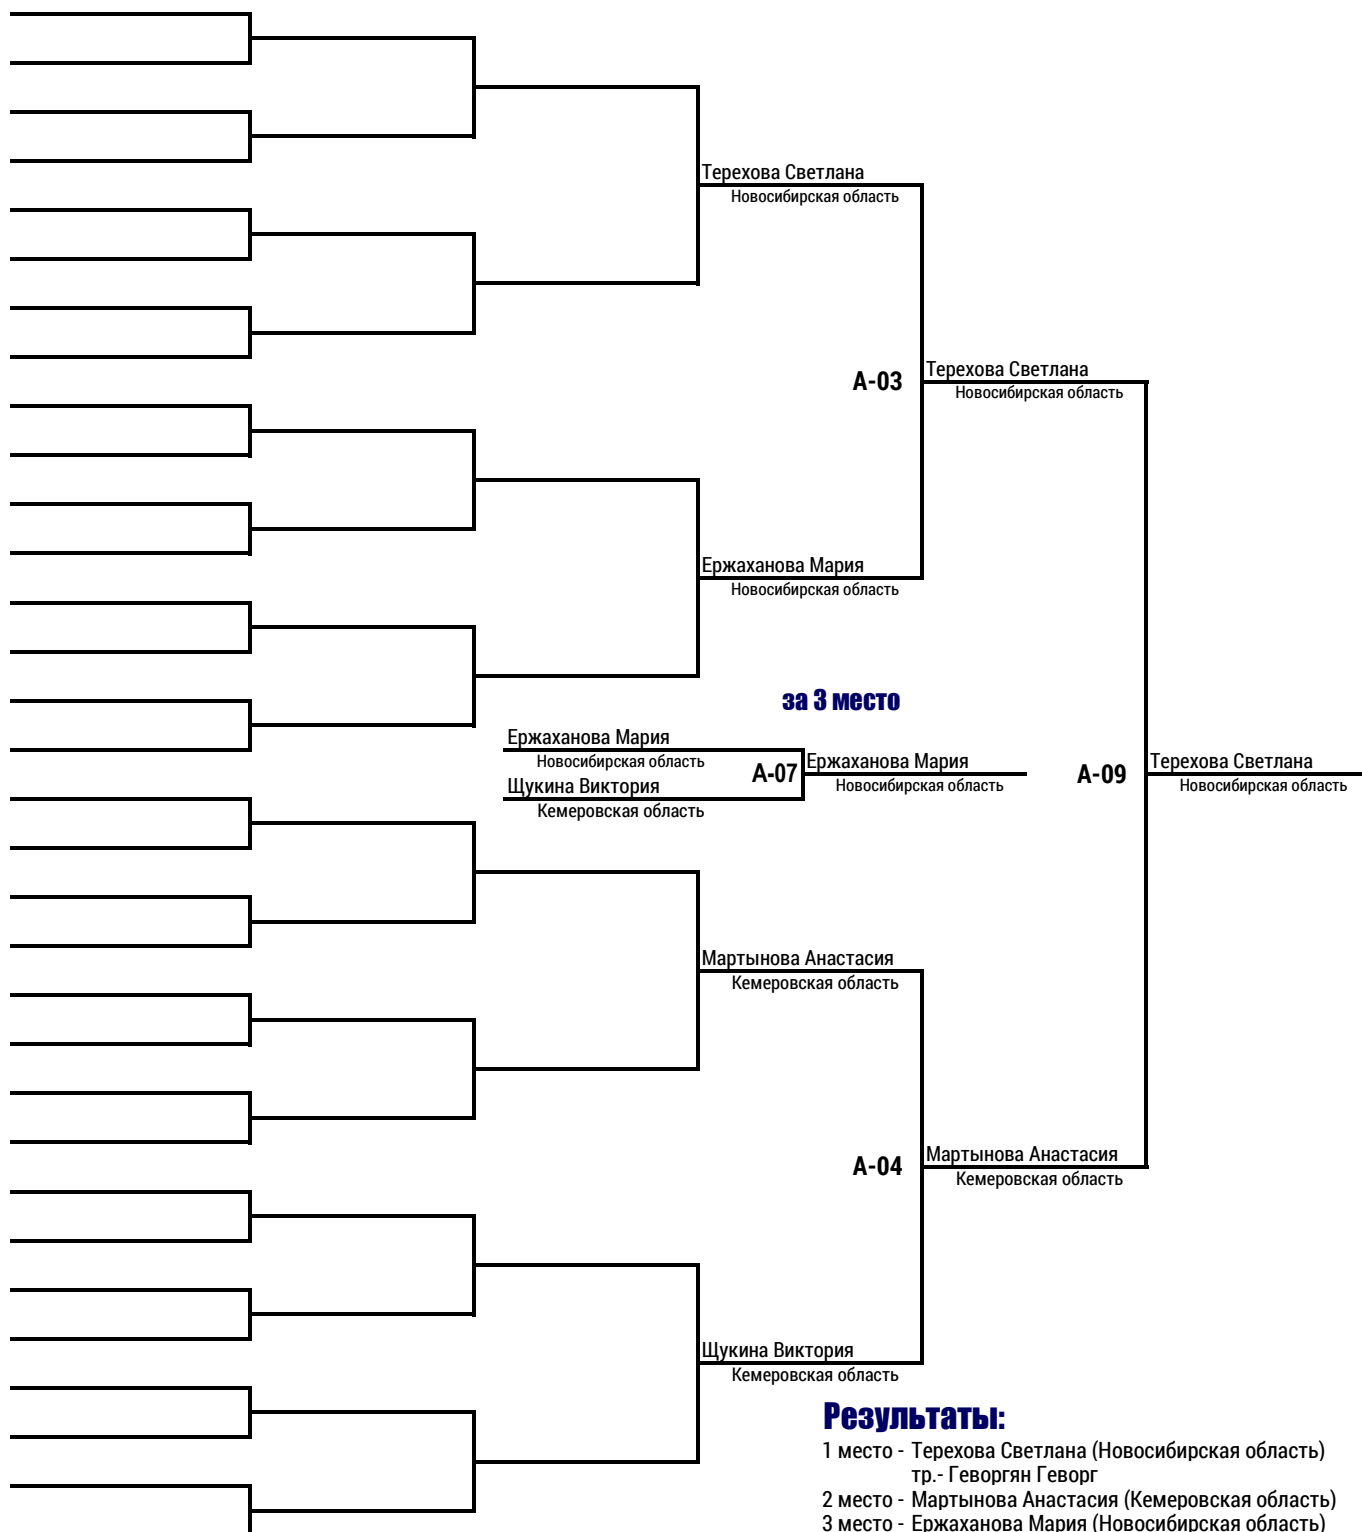 Терехова Светлана
Новосибирская область
А-03
Терехова Светлана
Новосибирская область
Ержаханова Мария
Новосибирская область
за 3 место
Ержаханова Мария
Новосибирская область
Щукина Виктория
Кемеровская область
А-07
Ержаханова Мария
Новосибирская область
А-09
Терехова Светлана
Новосибирская область
Мартынова Анастасия
Кемеровская область
А-04
Мартынова Анастасия
Кемеровская область
Щукина Виктория
Кемеровская область
Результаты:
1 место - Терехова Светлана (Новосибирская область)
тр.- Геворгян Геворг
2 место - Мартынова Анастасия (Кемеровская область)
3 место - Ержаханова Мария (Новосибирская область)